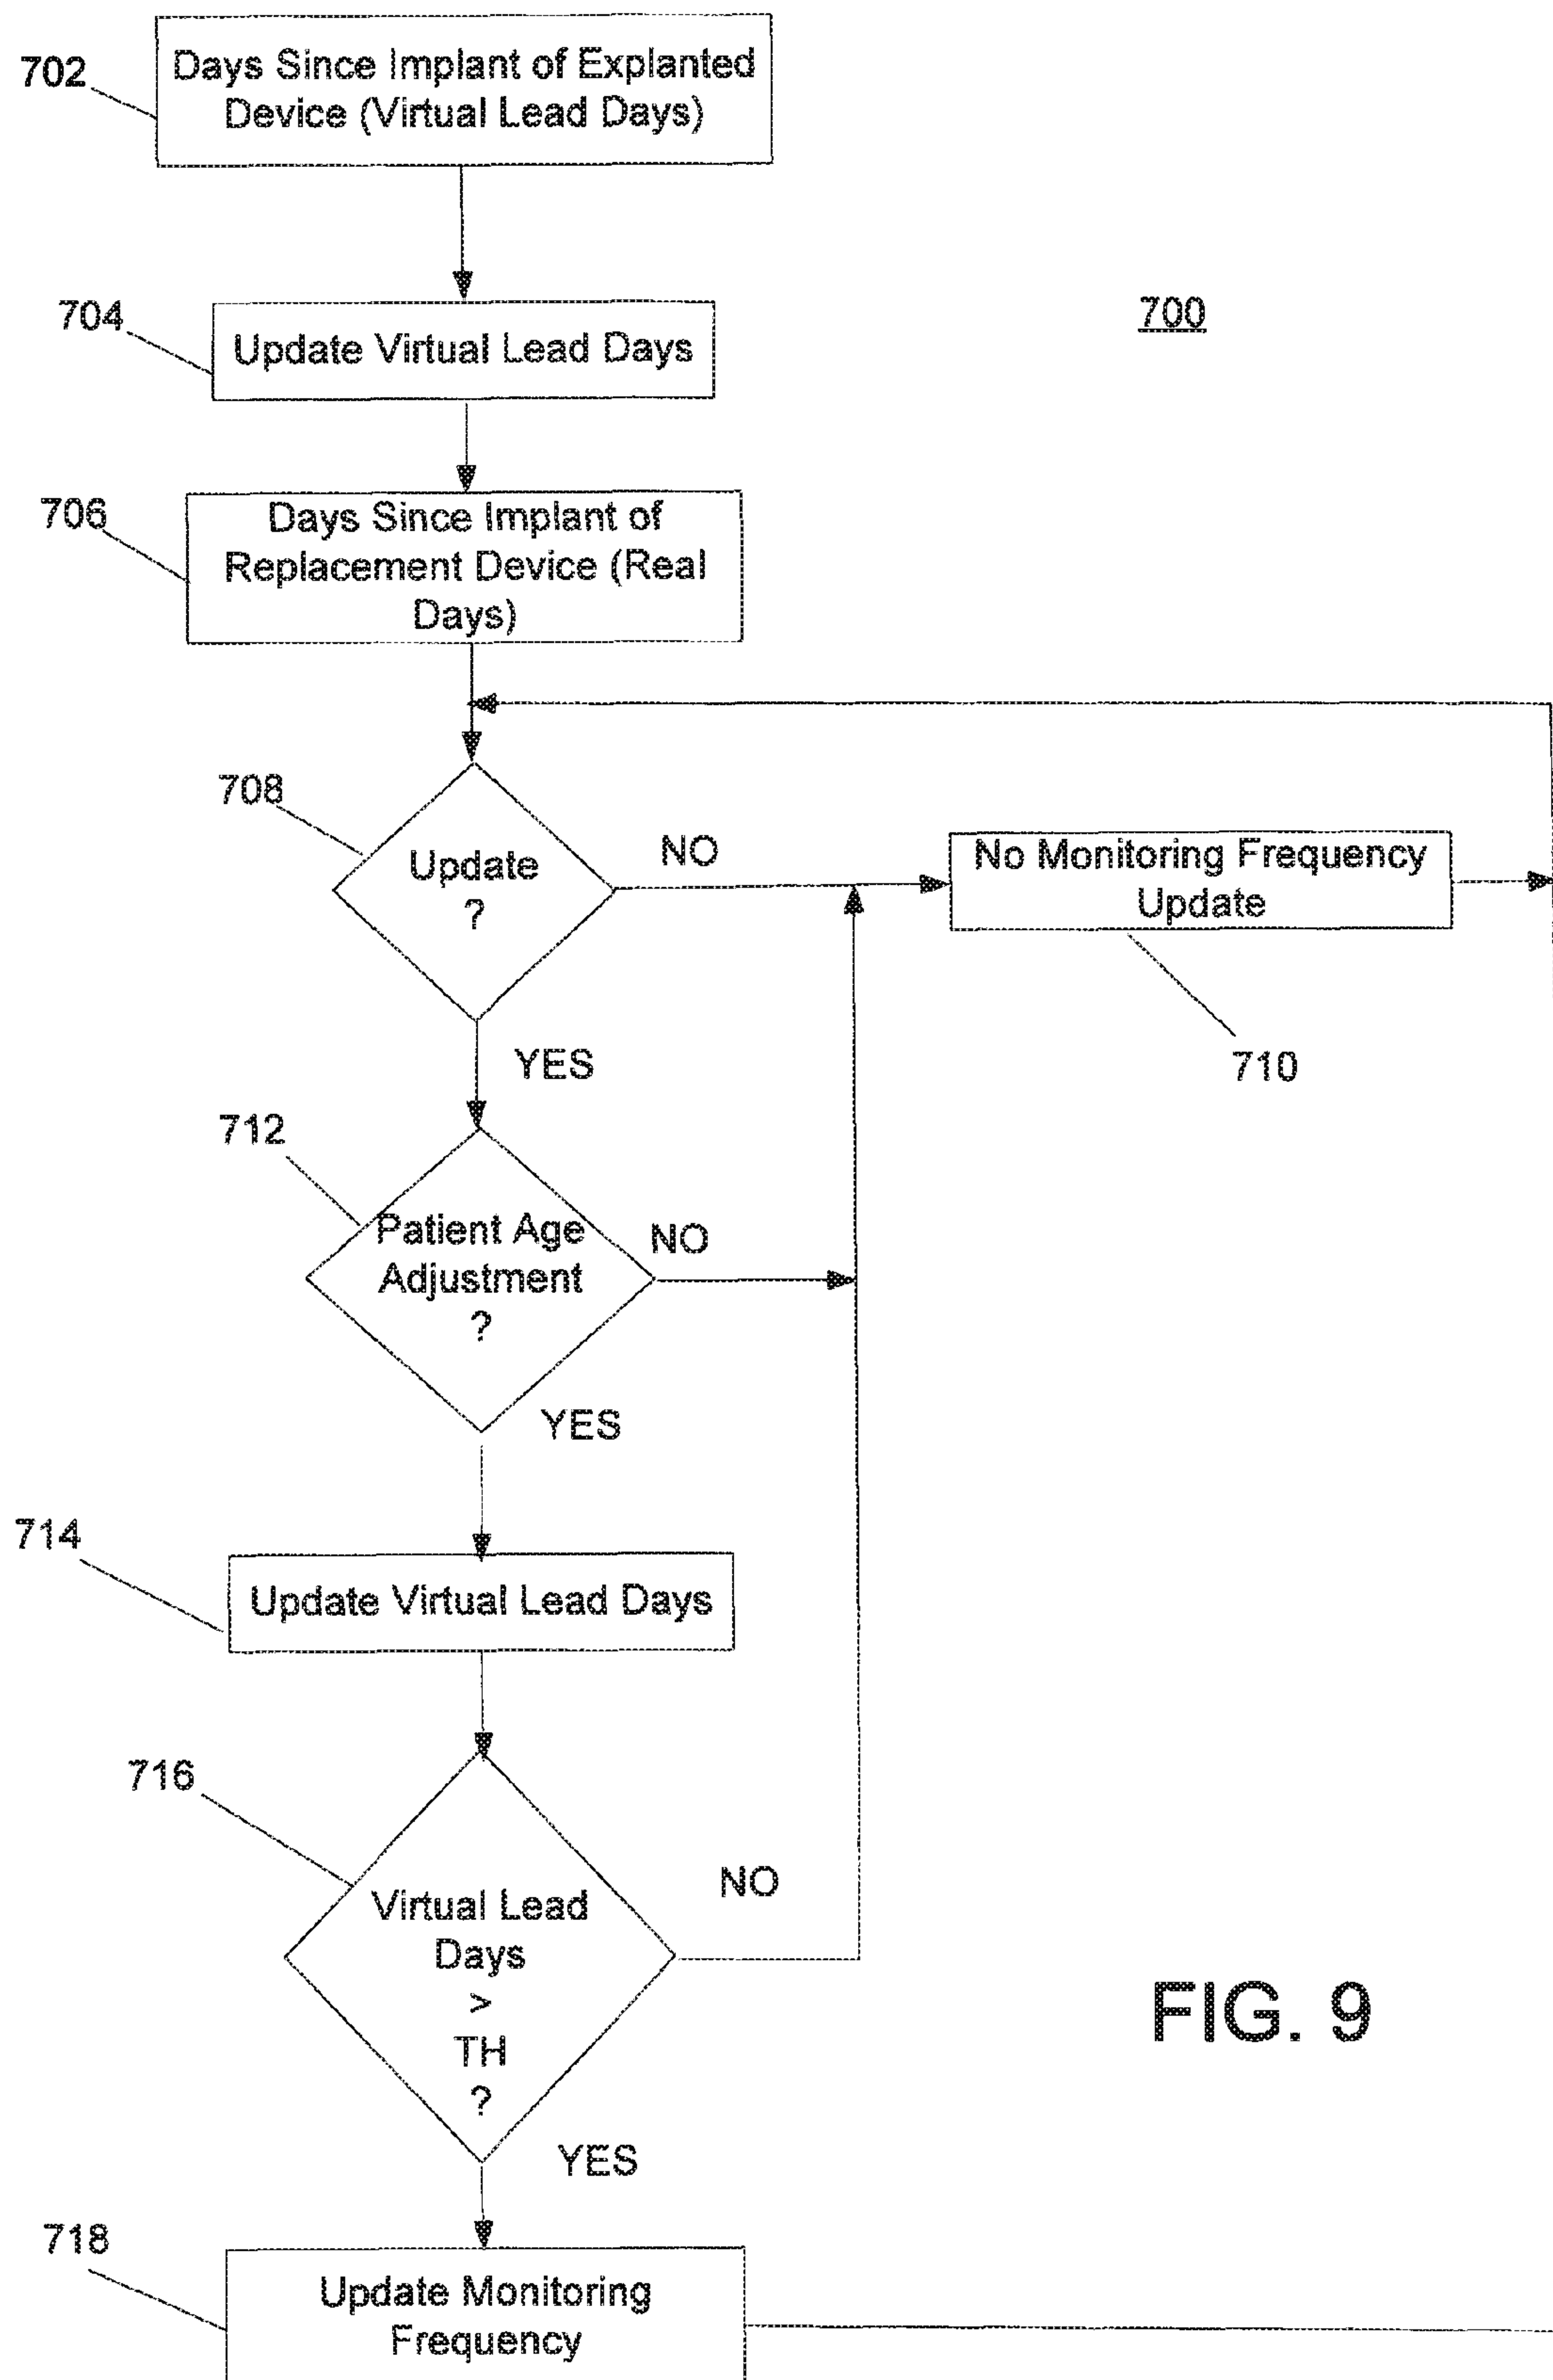 702
Days Since Implant of Explanted
Device (Virtual Lead Days)
704
Update Virtual Lead Days
700
706
Days Since Implant of
Replacement Device (Real
Days)
708
Update
?
NO
No Monitoring Frequency
Update
710
YES
712
Patient Age
Adjustment
?
NO
YES
714
Update Virtual Lead Days
716
Virtual Lead
Days
>
TH
?
NO
YES
718
Update Monitoring
Frequency
FIG. 9